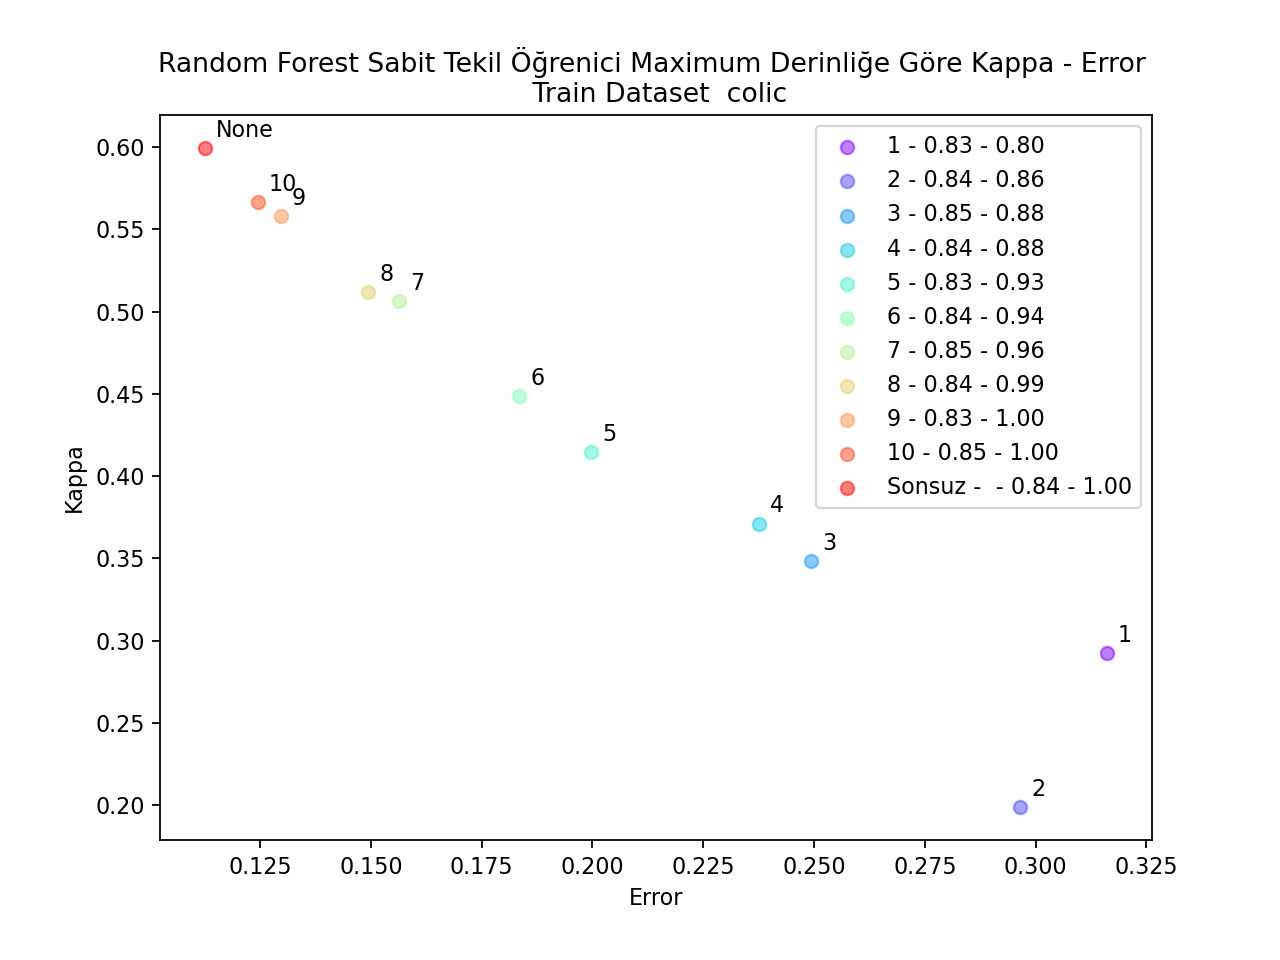 Random Forest Sabit Tekil Öğrenici Maximum Derinliğe Göre Kappa - Error
Train Dataset  colic
None
10
9
8
7
6
5
4
3
1
2
1 - 0.83 - 0.80
2 - 0.84 - 0.86
3 - 0.85 - 0.88
4 - 0.84 - 0.88
5 - 0.83 - 0.93
6 - 0.84 - 0.94
7 - 0.85 - 0.96
8 - 0.84 - 0.99
9 - 0.83 - 1.00
10 - 0.85 - 1.00
Sonsuz -  - 0.84 - 1.00
Kappa
0.60
0.55
0.50
0.45
0.40
0.35
0.30
0.25
0.20
0.125 0.150 0.175 0.200 0.225 0.250 0.275 0.300 0.325
Error